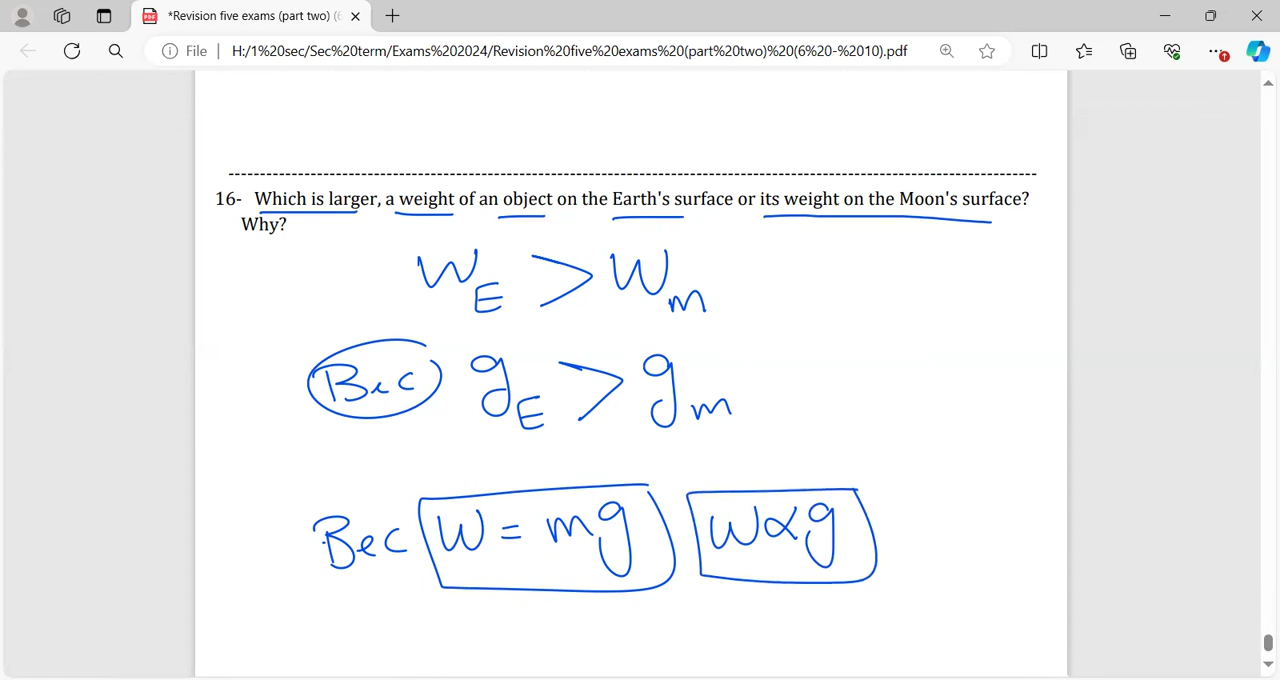 *Revision five exams (part two) (6
File
H:/1%20sec/Sec%20term/Exams%202024/Revision%20five%20exams%20(part%20two)%20(6%20-%2010).pdf
16- Which is larger, a weight of an object on the Earth's surface or its weight on the Moon's surface?
Why?
W_E > W_m
Bec g_E > g_m
Bec W = mg W ∝ g